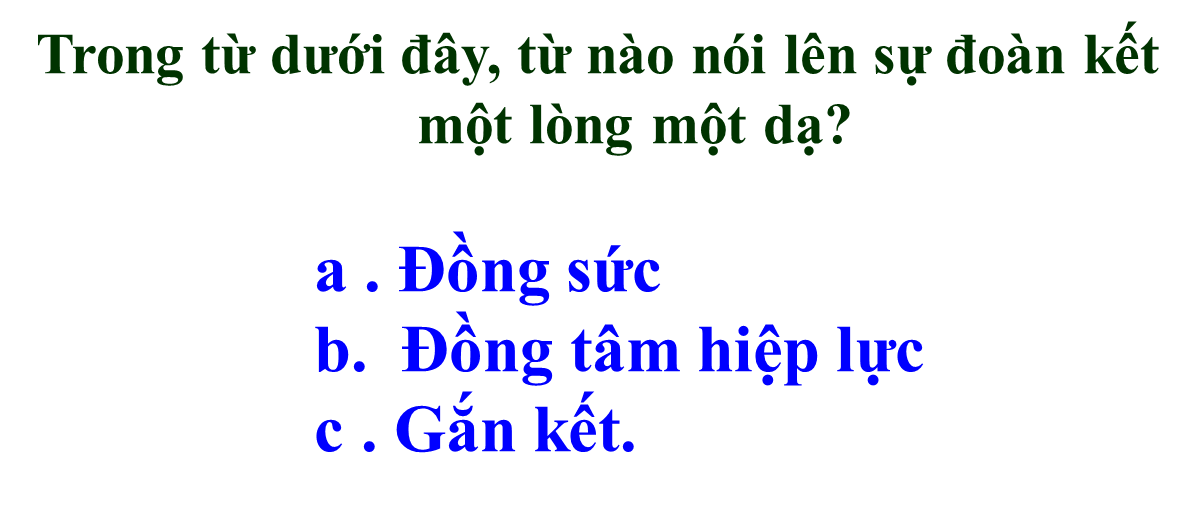 Trong từ dưới đây, từ nào nói lên sự đoàn kết
một lòng một dạ?
a . Đồng sức
b. Đồng tâm hiệp lực
c . Gắn kết.